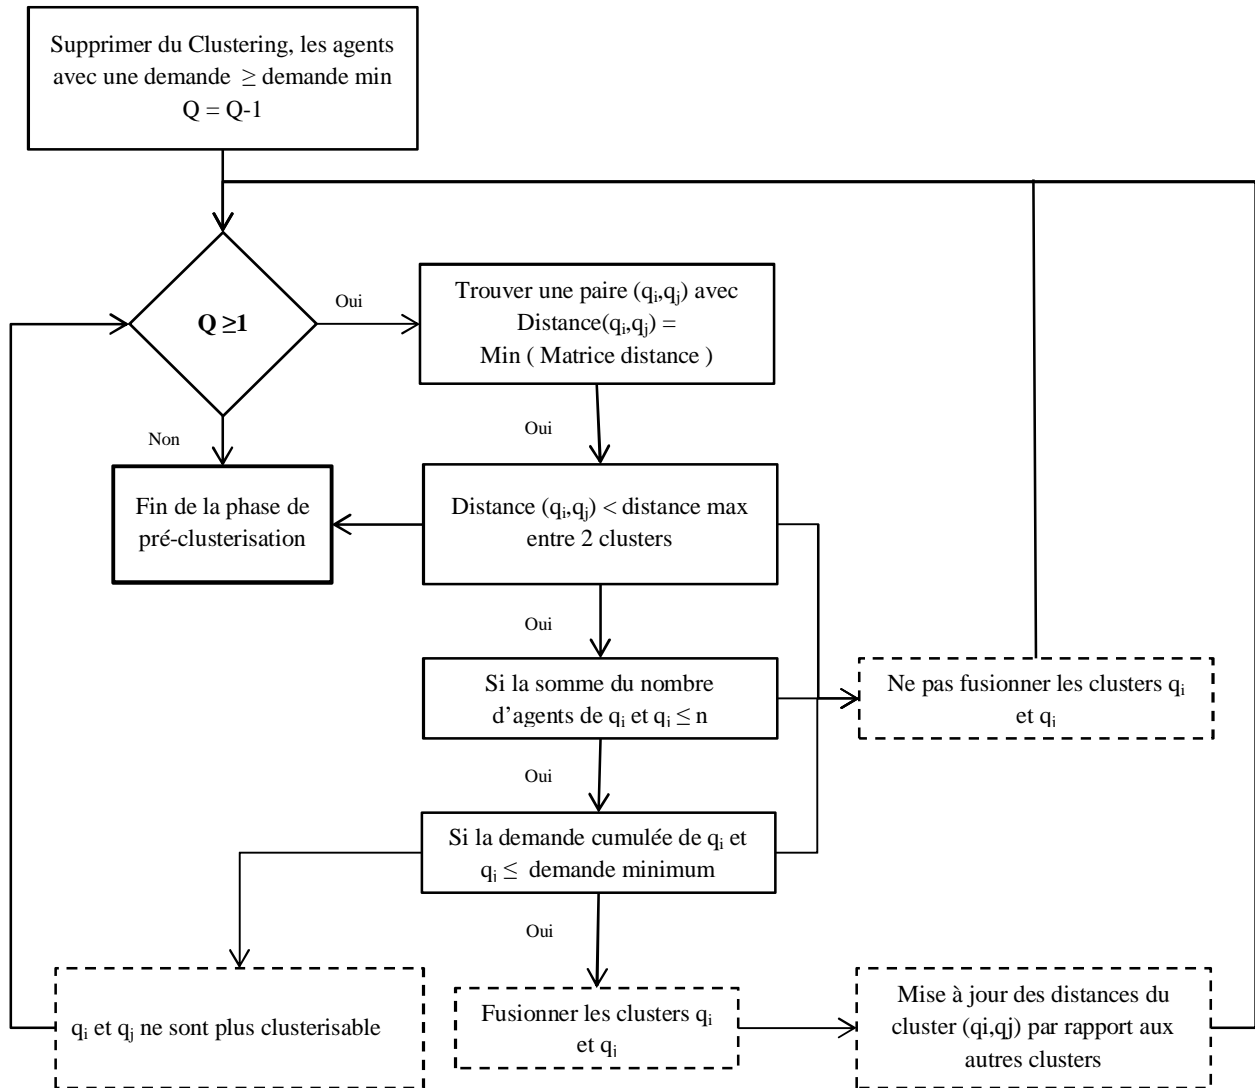 Supprimer du Clustering, les agents
avec une demande ≥ demande min
Q = Q-1
Q ≥1
Oui
Trouver une paire (qi,qj) avec
Distance(qi,qj) =
Min ( Matrice distance )
Non
Oui
Fin de la phase de
pré-clusterisation
Distance (qi,qj) < distance max
entre 2 clusters
Oui
Si la somme du nombre
d’agents de qi et qj ≤ n
Ne pas fusionner les clusters qi
et qj
Oui
Si la demande cumulée de qi et
qj ≤ demande minimum
Oui
qi et qj ne sont plus clusterisable
Fusionner les clusters qi
et qj
Mise à jour des distances du
cluster (qi,qj) par rapport aux
autres clusters